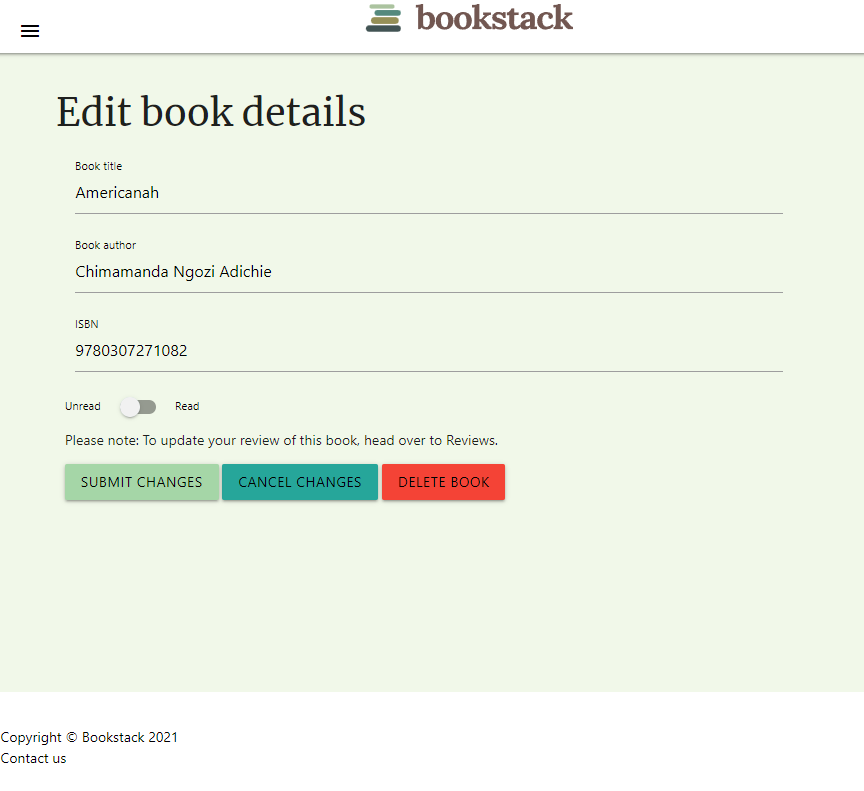 bookstack
Edit book details
Book title
Americanah
Book author
Chimamanda Ngozi Adichie
ISBN
9780307271082
Unread Read
Please note: To update your review of this book, head over to Reviews.
SUBMIT CHANGES CANCEL CHANGES DELETE BOOK
Copyright © Bookstack 2021
Contact us